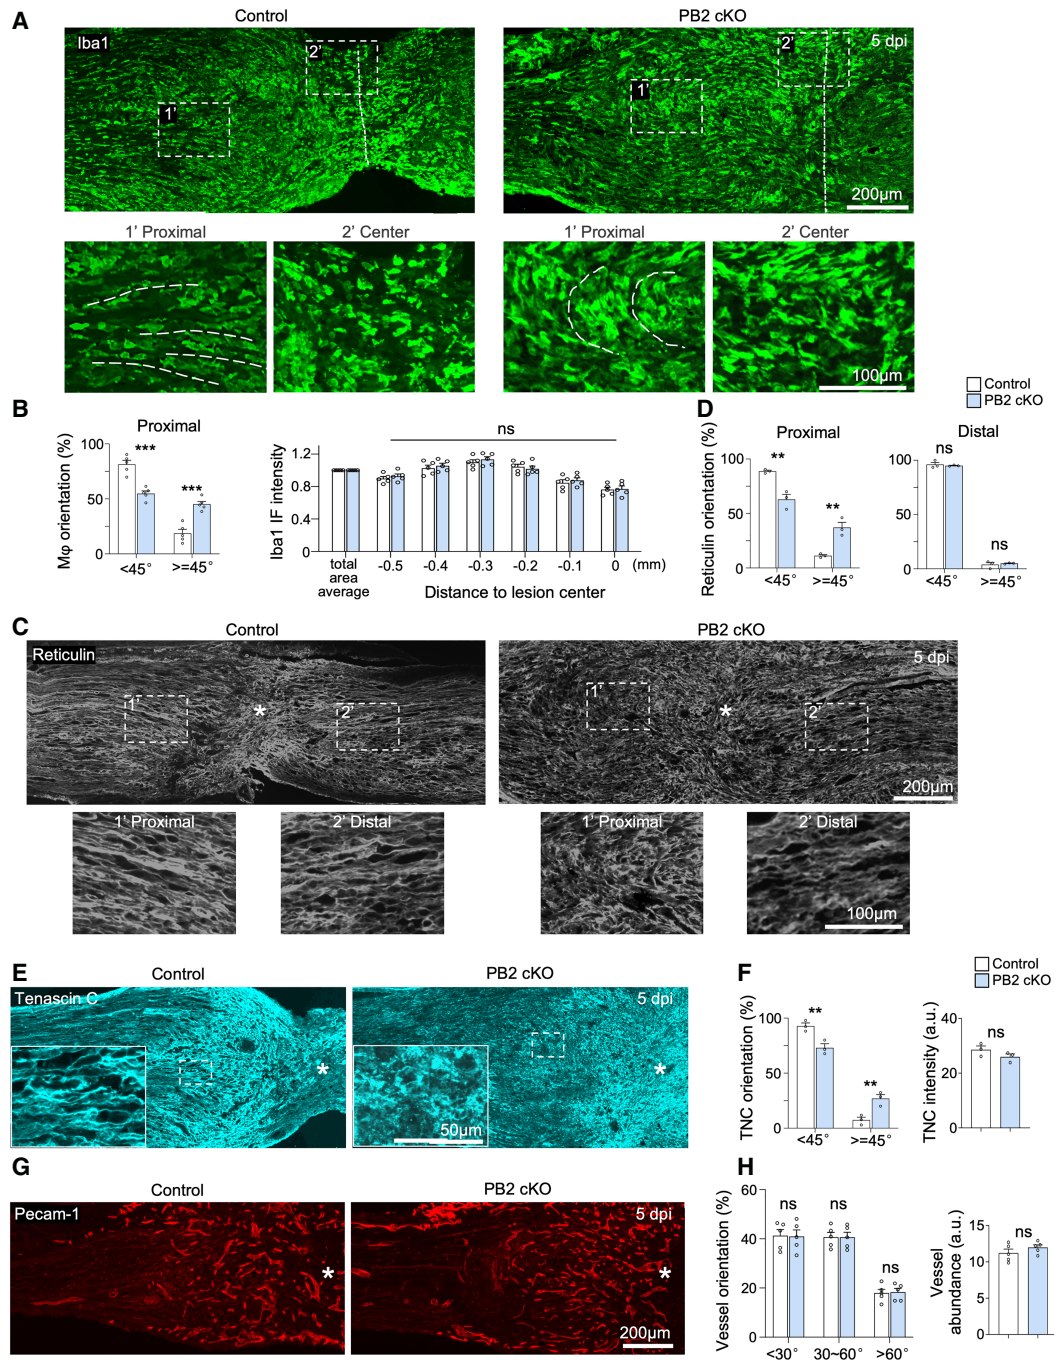 A
Control
PB2 cKO
Iba1
2’
1’
2’
5 dpi
1’
200µm
1’ Proximal
2’ Center
1’ Proximal
2’ Center
100µm
Control
PB2 cKO
B
Proximal
Mφ orientation (%)
100
50
0
***
***
<45°
>=45°
ns
Iba1 IF intensity
1.2
0.8
0.4
0
total
area
average
-0.5
-0.4
-0.3
-0.2
-0.1
0
(mm)
Distance to lesion center
D
Proximal
Distal
Reticulin orientation (%)
100
50
0
**
**
<45°
>=45°
100
50
0
ns
ns
<45°
>=45°
C
Control
PB2 cKO
Reticulin
1’
*
2’
1’
*
2’
5 dpi
200µm
1’ Proximal
2’ Distal
1’ Proximal
2’ Distal
100µm
E
Control
PB2 cKO
Tenascin C
5 dpi
*
*
50µm
F
Control
PB2 cKO
TNC orientation (%)
100
50
0
**
**
<45°
>=45°
TNC intensity (a.u.)
40
20
0
ns
G
Control
PB2 cKO
Pecam-1
5 dpi
*
*
200µm
H
Vessel orientation (%)
60
40
20
0
ns
ns
ns
<30°
30~60°
>60°
Vessel
abundance (a.u.)
15
10
5
0
ns